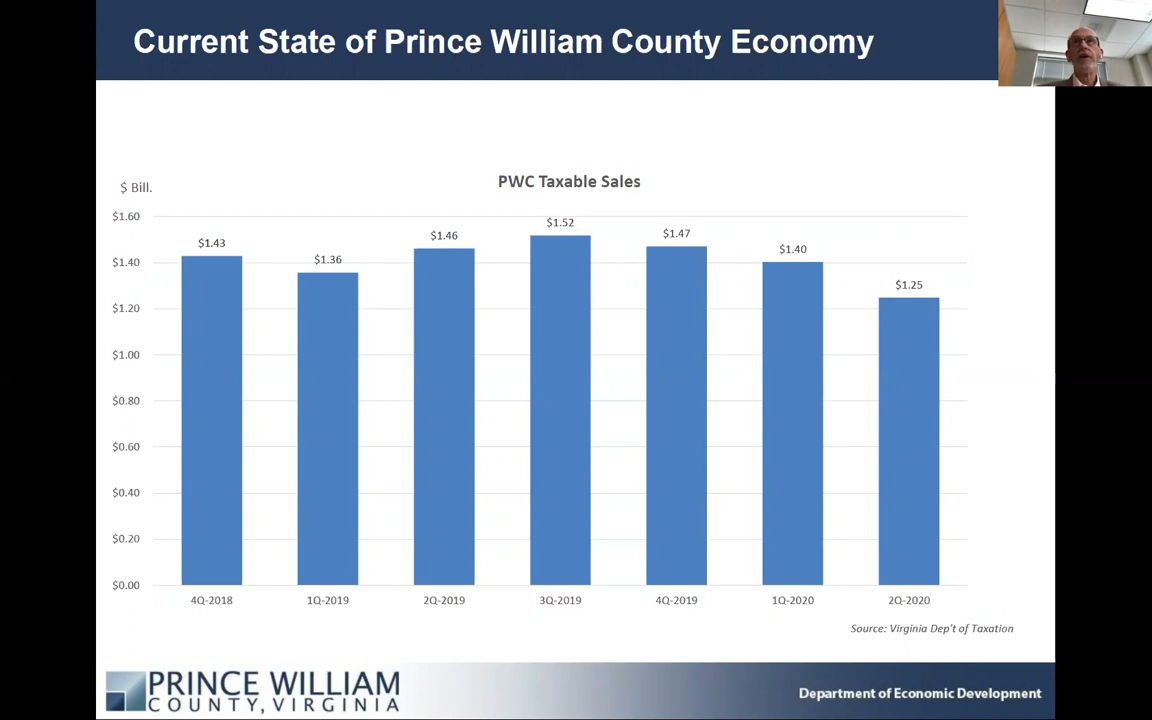 Current State of Prince William County Economy
PWC Taxable Sales
$ Bill.
$1.60
$1.40
$1.20
$1.00
$0.80
$0.60
$0.40
$0.20
$0.00
$1.43
$1.36
$1.46
$1.52
$1.47
$1.40
$1.25
4Q-2018
1Q-2019
2Q-2019
3Q-2019
4Q-2019
1Q-2020
2Q-2020
Source: Virginia Dep't of Taxation
PRINCE WILLIAM
COUNTY, VIRGINIA
Department of Economic Development